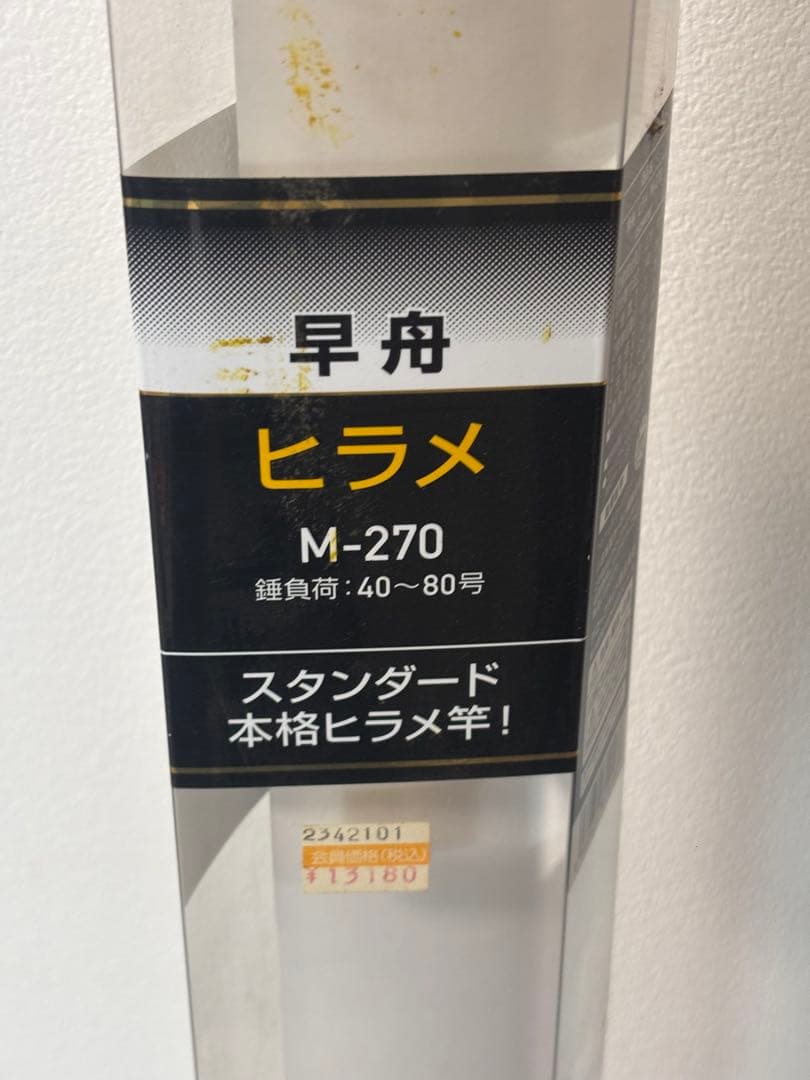 早舟
ヒラメ
M-270
錘負荷:40〜80号
スタンダード
本格ヒラメ竿!
2342101
会員価格(税込)
¥13180